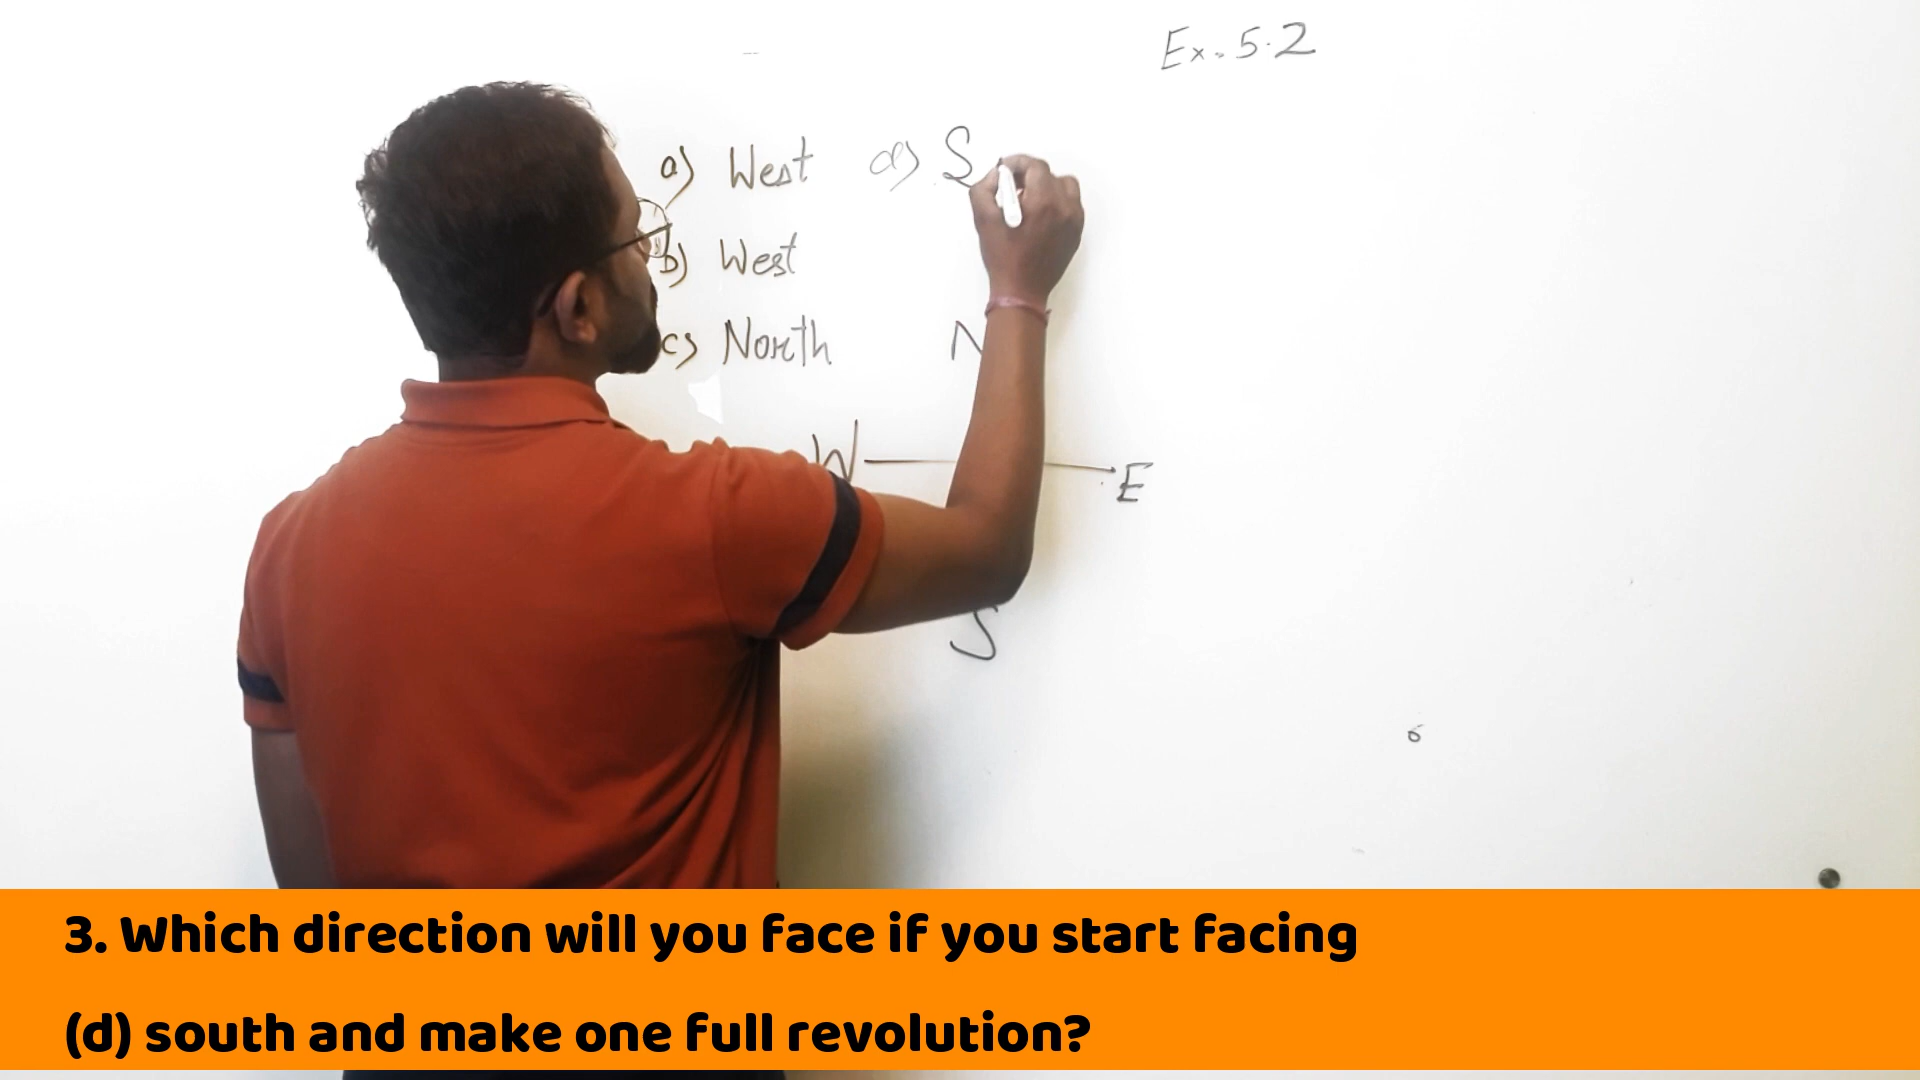 Ex. 5.2
a) West d) S
b) West
c) North
N
W E
S
3. Which direction will you face if you start facing
(d) south and make one full revolution?